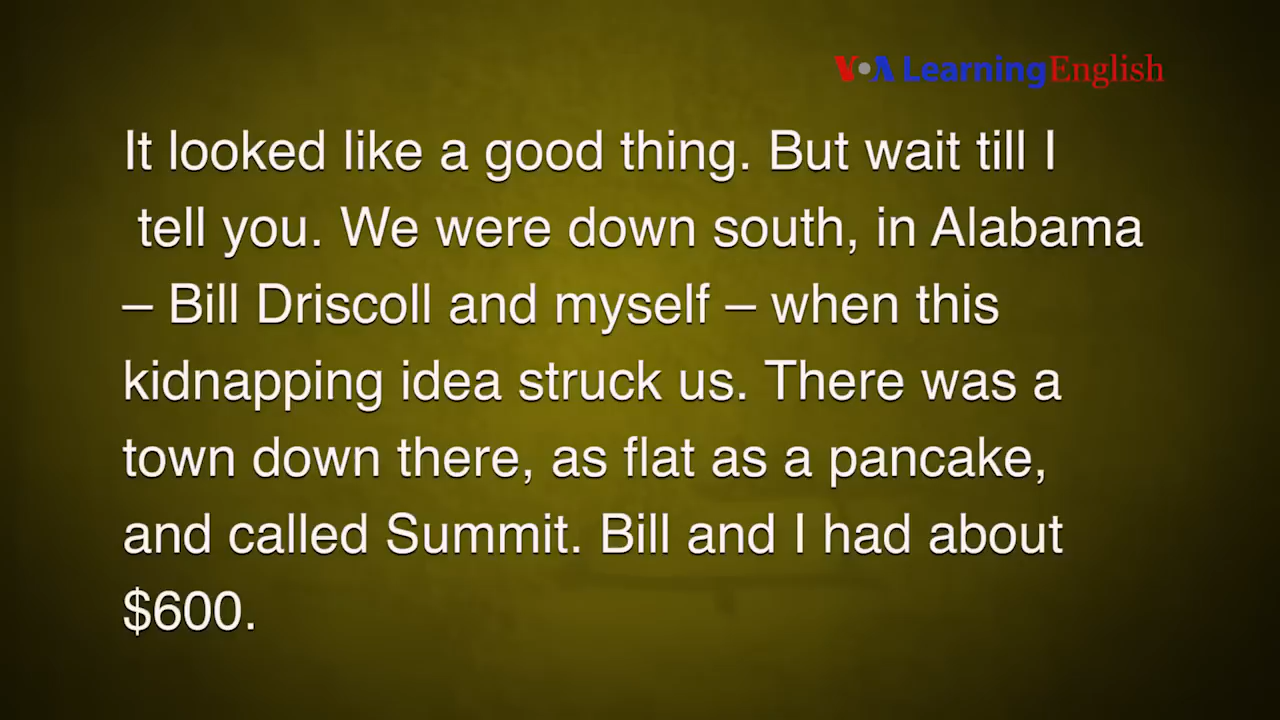 VOA Learning English
It looked like a good thing. But wait till I
tell you. We were down south, in Alabama
– Bill Driscoll and myself – when this
kidnapping idea struck us. There was a
town down there, as flat as a pancake,
and called Summit. Bill and I had about
$600.